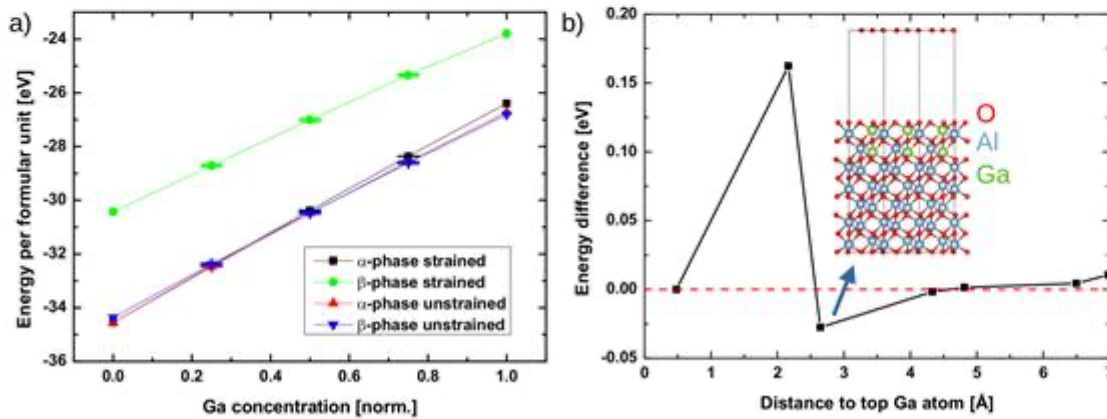 a)
Energy per formular unit [eV]
-24
-26
-28
-30
-32
-34
-36
α-phase strained
β-phase strained
α-phase unstrained
β-phase unstrained
0.0 0.2 0.4 0.6 0.8 1.0
Ga concentration [norm.]
b)
Energy difference [eV]
0.20
0.15
0.10
0.05
0.00
-0.05
O
Al
Ga
0 1 2 3 4 5 6 7
Distance to top Ga atom [Å]